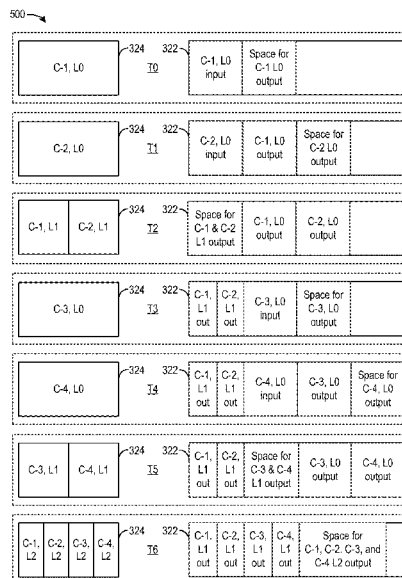 500
C-1, L0
324
T0
322
C-1, L0
input
Space for
C-1 L0
output
C-2, L0
324
T1
322
C-2, L0
input
C-1, L0
output
Space for
C-2 L0
output
C-1, L1
C-2, L1
324
T2
322
Space for
C-1 & C-2
L1 output
C-1, L0
output
C-2, L0
output
C-3, L0
324
T3
322
C-1,
L1
out
C-2,
L1
out
C-3, L0
input
Space for
C-3, L0
output
C-4, L0
324
T4
322
C-1,
L1
out
C-2,
L1
out
C-4, L0
input
C-3, L0
output
Space for
C-4, L0
output
C-3, L1
C-4, L1
324
T5
322
C-1,
L1
out
C-2,
L1
out
Space for
C-3 & C-4
L1 output
C-3, L0
output
C-4, L0
output
C-1,
L2
C-2,
L2
C-3,
L2
C-4,
L2
324
T6
322
C-1,
L1
out
C-2,
L1
out
C-3,
L1
out
C-4,
L1
out
Space for
C-1, C-2, C-3, and
C-4 L2 output